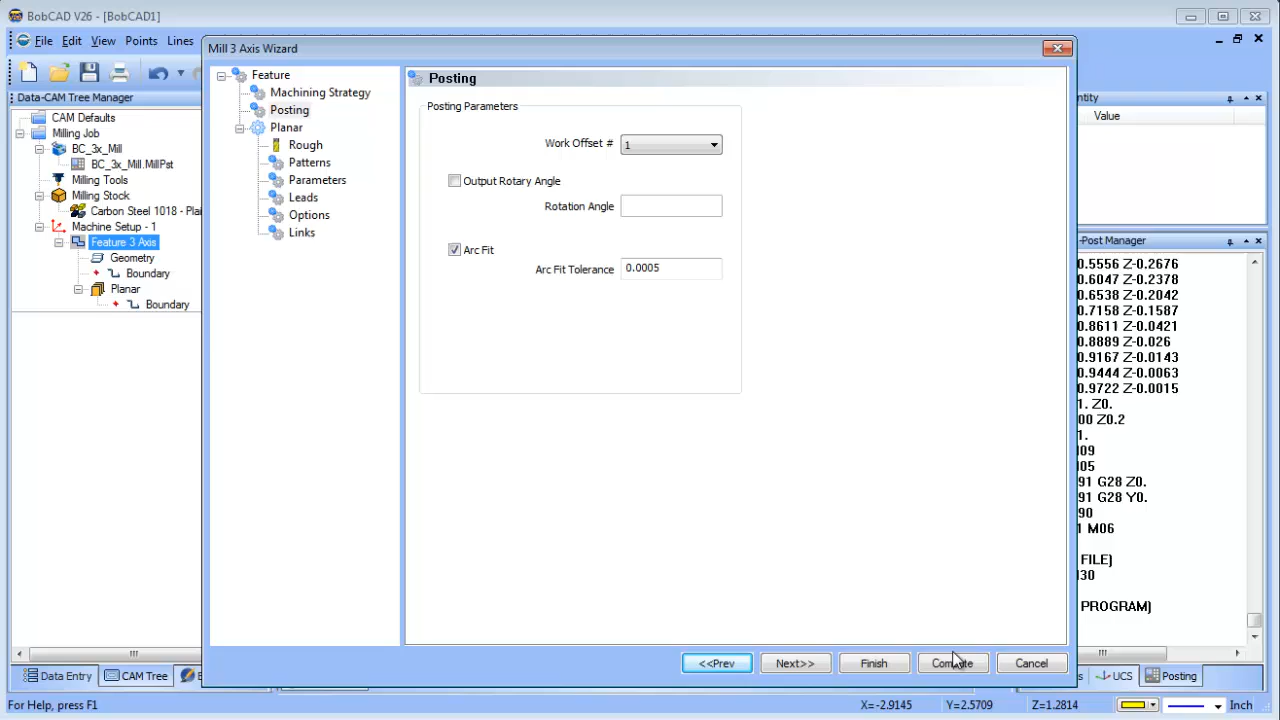 BobCAD V26 - [BobCAD1]
File Edit View Points Lines
Data-CAM Tree Manager
CAM Defaults
Milling Job
BC_3x_Mill
BC_3x_Mill.MillPst
Milling Tools
Milling Stock
Carbon Steel 1018 - Plai
Machine Setup - 1
Feature 3 Axis
Geometry
Boundary
Planar
Boundary
Data Entry
CAM Tree
Mill 3 Axis Wizard
Feature
Machining Strategy
Posting
Planar
Rough
Patterns
Parameters
Leads
Options
Links
Posting
Posting Parameters
Work Offset # 1
Output Rotary Angle
Rotation Angle
Arc Fit
Arc Fit Tolerance 0.0005
<<Prev
Next>>
Finish
Compute
Cancel
ntity
Value
-Post Manager
0.5556 Z-0.2676
0.6047 Z-0.2378
0.6538 Z-0.2042
0.7158 Z-0.1587
0.8611 Z-0.0421
0.8889 Z-0.026
0.9167 Z-0.0143
0.9444 Z-0.0063
0.9722 Z-0.0015
1. Z0.
00 Z0.2
1.
109
105
91 G28 Z0.
91 G28 Y0.
90
1 M06
FILE)
130
PROGRAM)
s
UCS
Posting
For Help, press F1
X=-2.9145
Y=2.5709
Z=1.2814
Inch